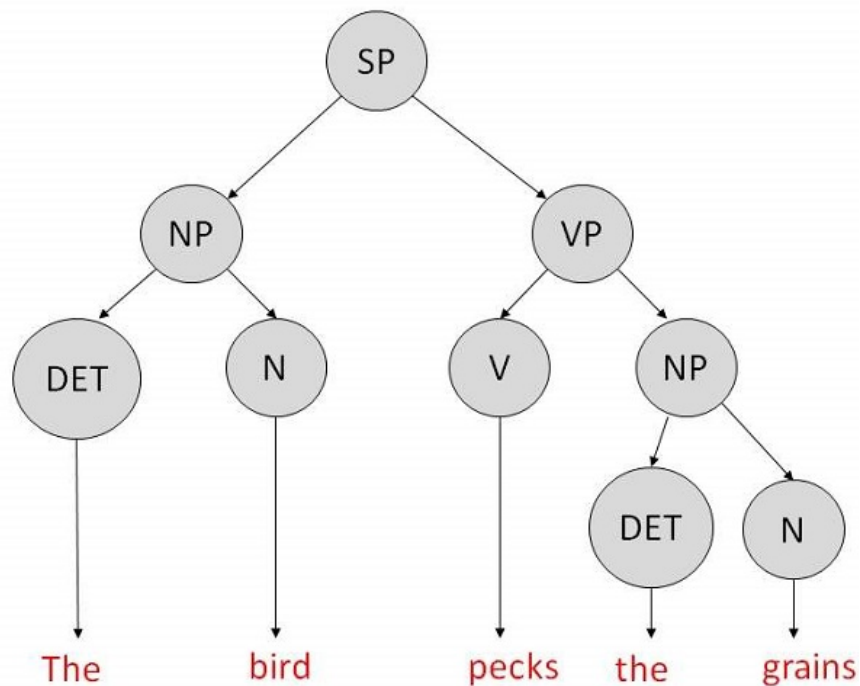 SP
NP VP
DET N V NP
DET N
The bird pecks the grains